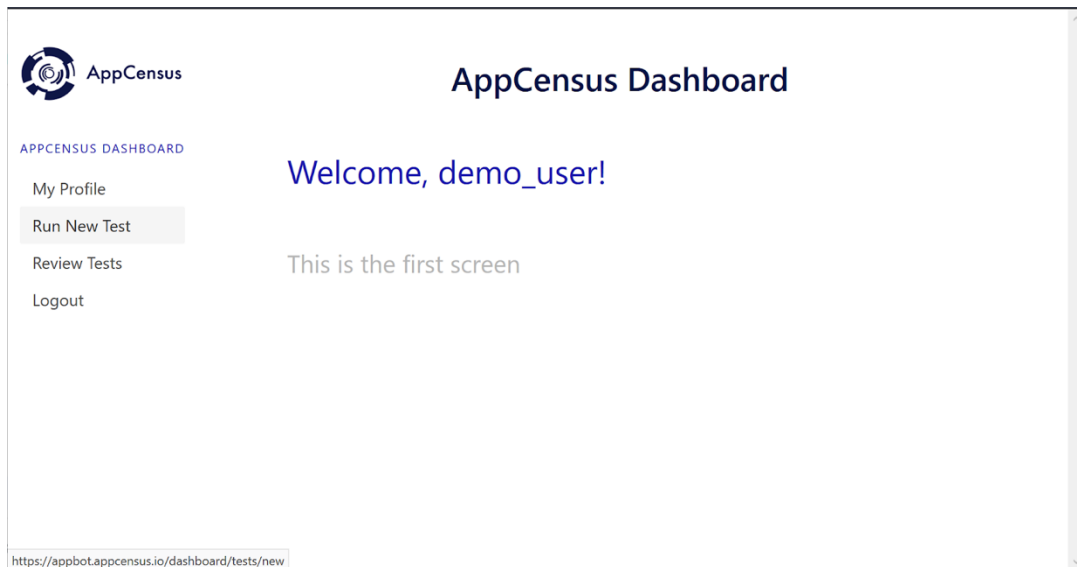 AppCensus
AppCensus Dashboard
APPCENSUS DASHBOARD
My Profile
Run New Test
Review Tests
Logout
Welcome, demo_user!
This is the first screen
https://appbot.appcensus.io/dashboard/tests/new